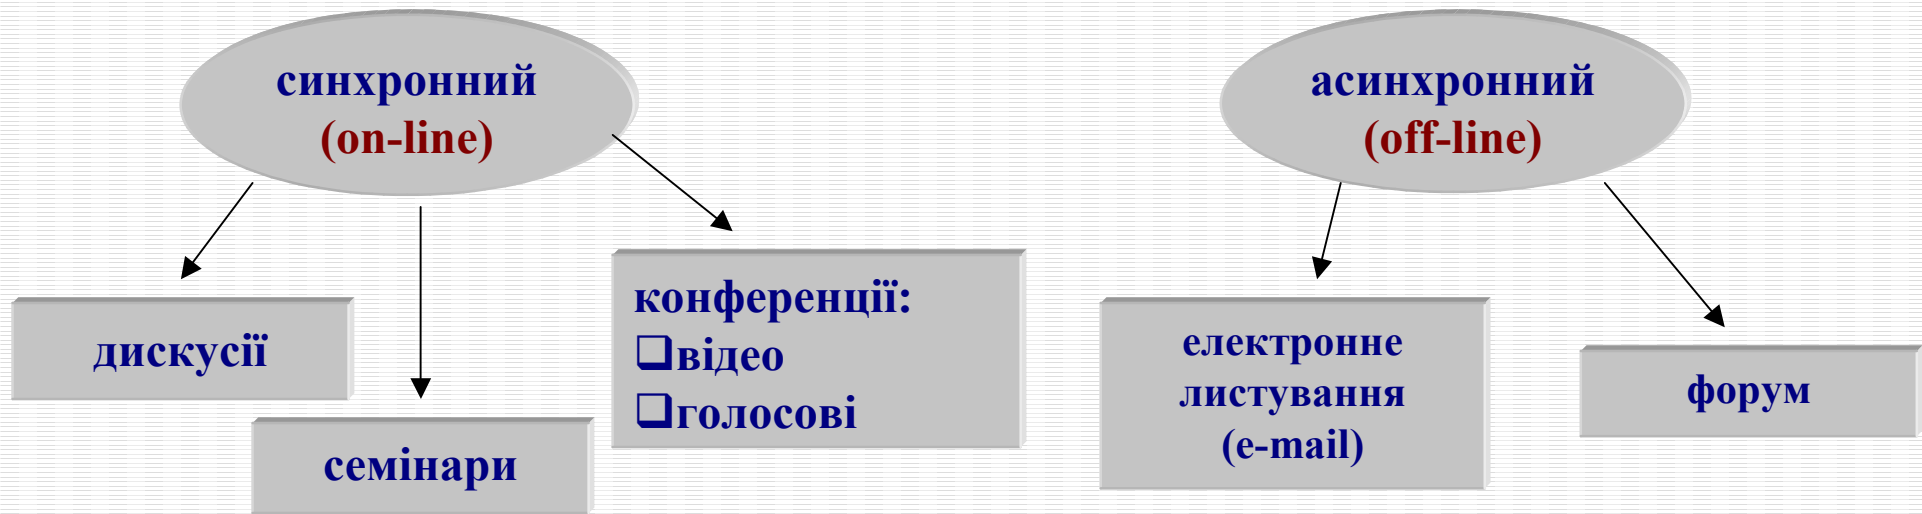 синхронний
(on-line)
дискусії
семінари
конференції:
❑відео
❑голосові
асинхронний
(off-line)
електронне
листування
(e-mail)
форум